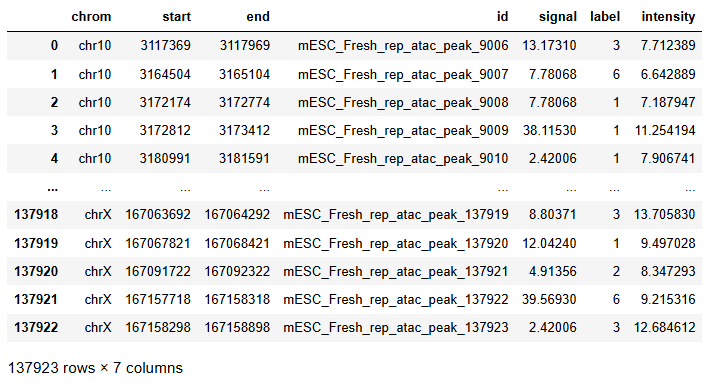 chrom start end id signal label intensity
0 chr10 3117369 3117969 mESC_Fresh_rep_atac_peak_9006 13.17310 3 7.712389
1 chr10 3164504 3165104 mESC_Fresh_rep_atac_peak_9007 7.78068 6 6.642889
2 chr10 3172174 3172774 mESC_Fresh_rep_atac_peak_9008 7.78068 1 7.187947
3 chr10 3172812 3173412 mESC_Fresh_rep_atac_peak_9009 38.11530 1 11.254194
4 chr10 3180991 3181591 mESC_Fresh_rep_atac_peak_9010 2.42006 1 7.906741
... ... ... ... ... ... ... ...
137918 chrX 167063692 167064292 mESC_Fresh_rep_atac_peak_137919 8.80371 3 13.705830
137919 chrX 167067821 167068421 mESC_Fresh_rep_atac_peak_137920 12.04240 1 9.497028
137920 chrX 167091722 167092322 mESC_Fresh_rep_atac_peak_137921 4.91356 2 8.347293
137921 chrX 167157718 167158318 mESC_Fresh_rep_atac_peak_137922 39.56930 6 9.215316
137922 chrX 167158298 167158898 mESC_Fresh_rep_atac_peak_137923 2.42006 3 12.684612
137923 rows × 7 columns